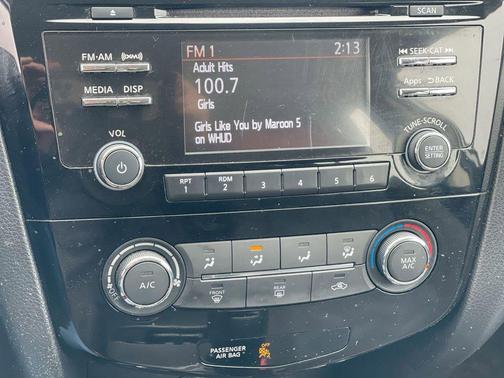 SCAN
FM·AM
((XM))
MEDIA DISP
VOL
FM 1 2:13
Adult Hits
100.7
Girls
Girls Like You by Maroon 5
on WHUD
SEEK·CAT
Apps BACK
TUNE·SCROLL
ENTER
SETTING
RPT
1
RDM
2
3
4
5
6
A/C
FRONT
REAR
MAX
A/C
PASSENGER
AIR BAG
OFF